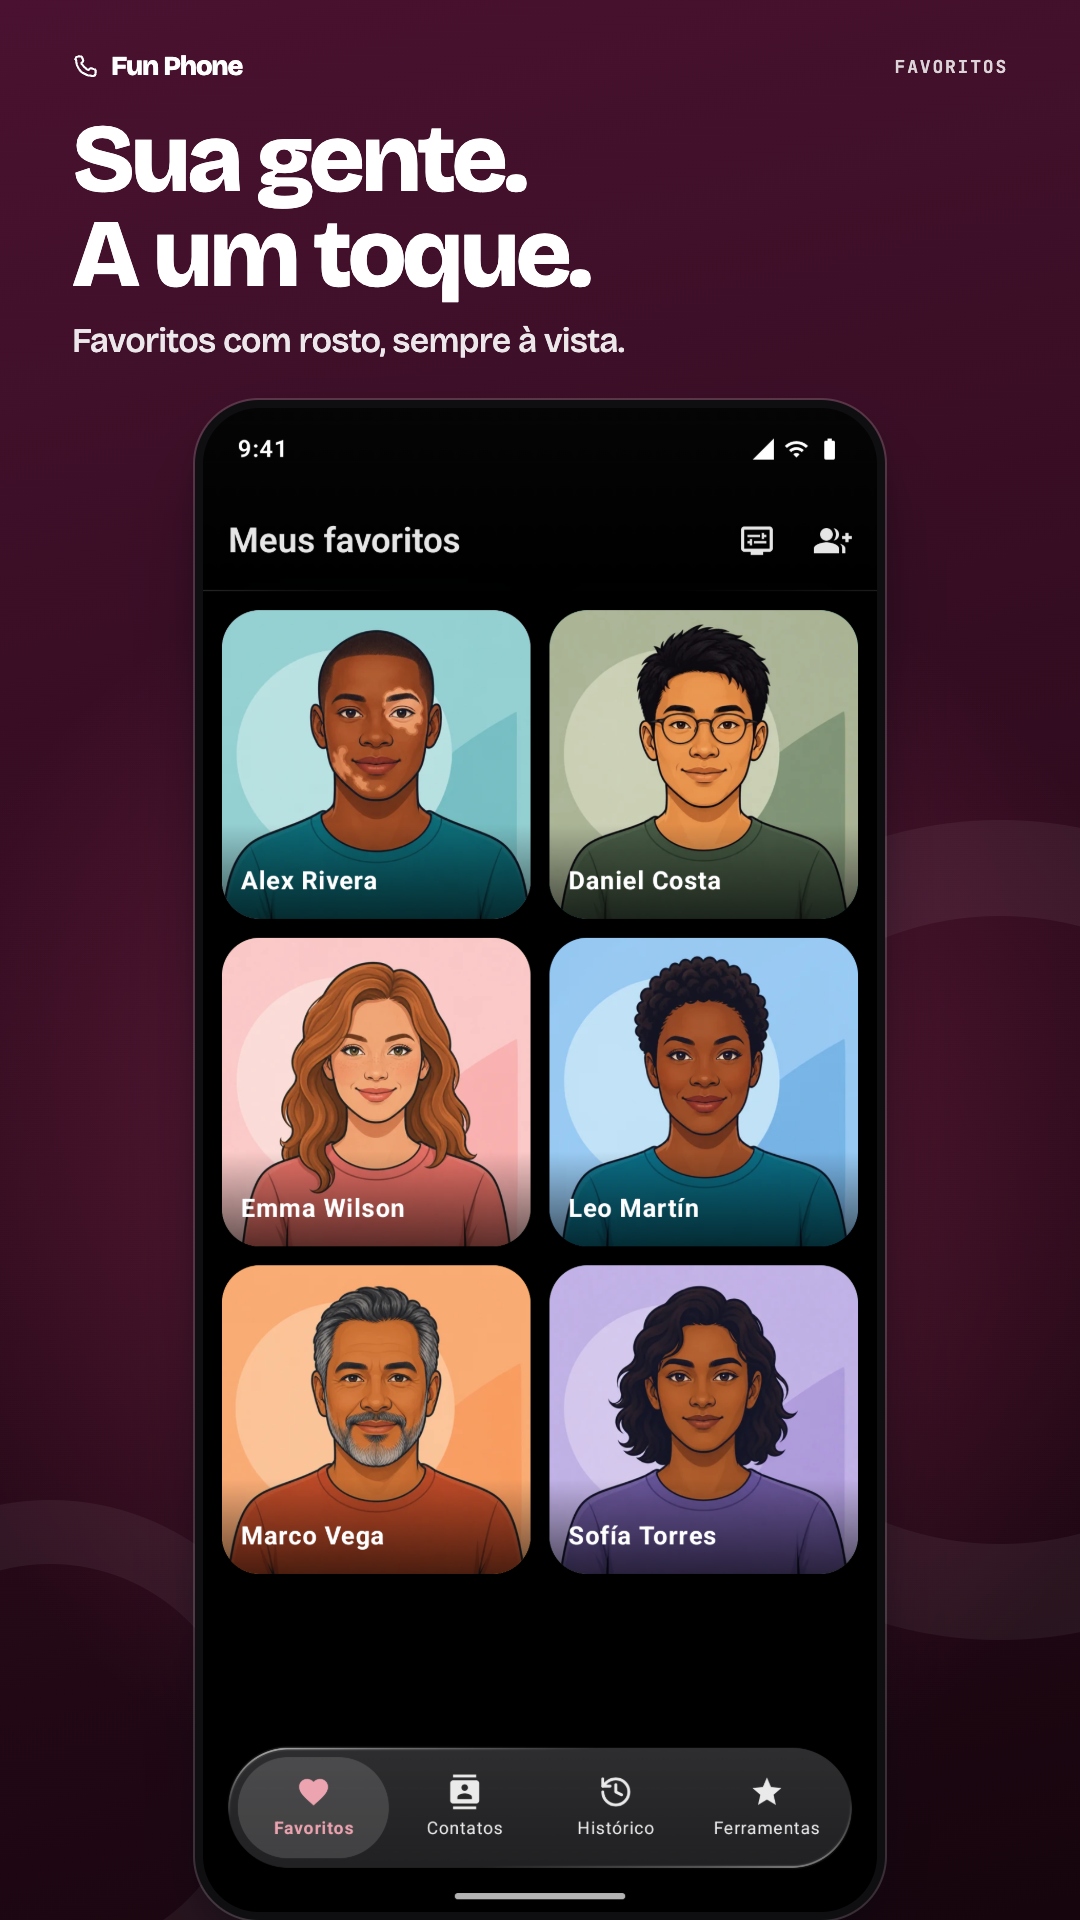 Fun Phone
FAVORITOS
Sua gente.
A um toque.
Favoritos com rosto, sempre à vista.
9:41
Meus favoritos
Alex Rivera
Daniel Costa
Emma Wilson
Leo Martín
Marco Vega
Sofía Torres
Favoritos
Contatos
Histórico
Ferramentas